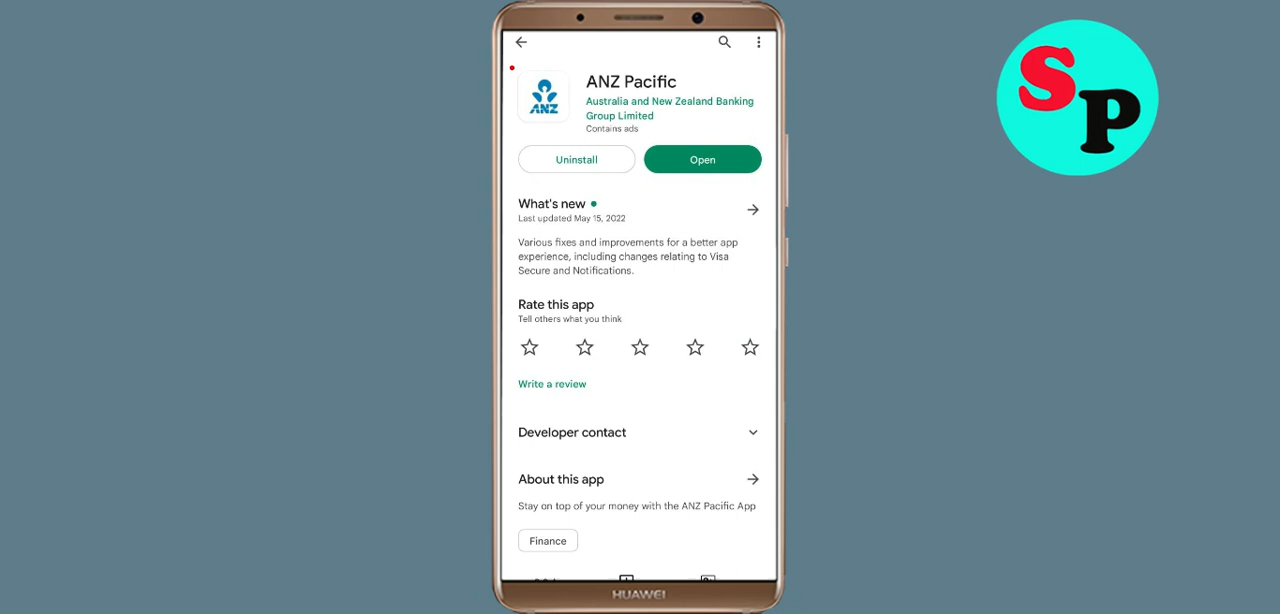 ANZ Pacific
ANZ
Australia and New Zealand Banking
Group Limited
Contains ads
Uninstall
Open
What's new
Last updated May 15, 2022
Various fixes and improvements for a better app
experience, including changes relating to Visa
Secure and Notifications.
Rate this app
Tell others what you think
Write a review
Developer contact
About this app
Stay on top of your money with the ANZ Pacific App
Finance
HUAWEI
SP